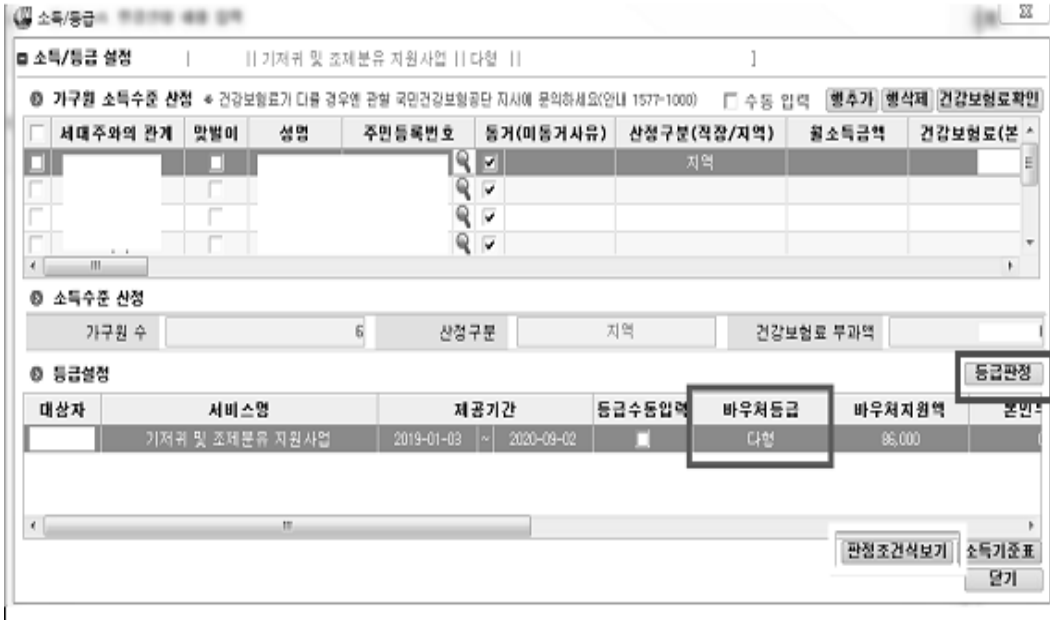 소득/등급
소득/등급 설정 | || 기저귀 및 조제분유 지원사업 || 다형 || ]
가구원 소득수준 산정 * 건강보험료가 다를 경우엔 관할 국민건강보험공단 지사에 문의하세요(안내 1577-1000) 수동 입력 행추가 행삭제 건강보험료확인
세대주와의 관계 맞벌이 성명 주민등록번호 동거(미동거사유) 산정구분(직장/지역) 월소득금액 건강보험료(본
지역
소득수준 산정
가구원 수 6 산정구분 지역 건강보험료 부과액
등급설정 등급판정
대상자 서비스명 제공기간 등급수동입력 바우처등급 바우처지원액
기저귀 및 조제분유 지원사업 2019-01-03 ~ 2020-09-02 다형 86,000
판정조건식보기 소득기준표
닫기